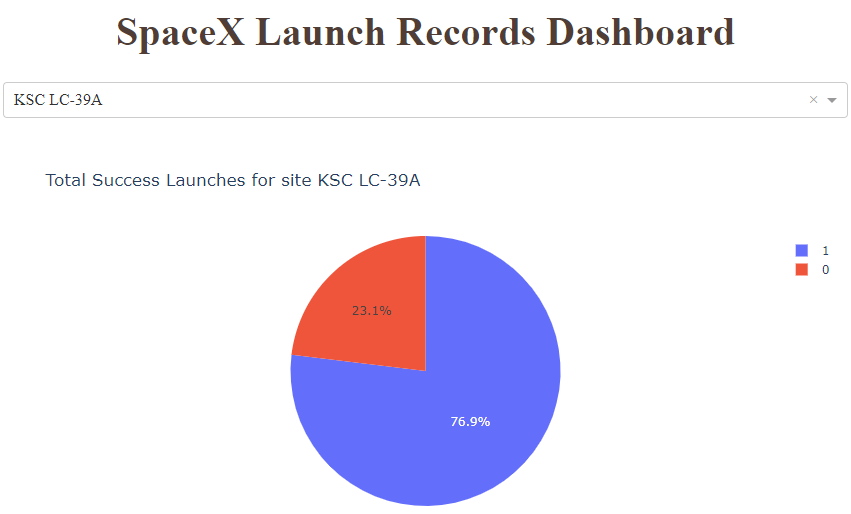 SpaceX Launch Records Dashboard
KSC LC-39A
Total Success Launches for site KSC LC-39A
1
0
23.1%
76.9%